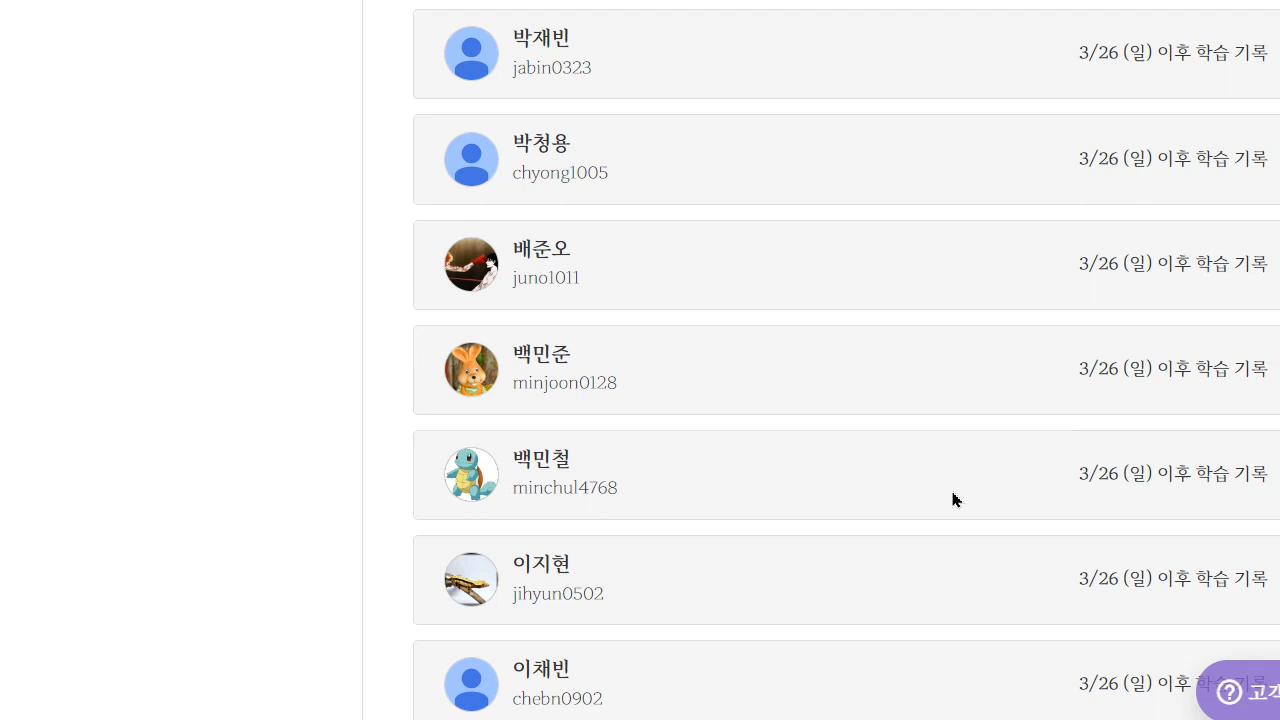 박재빈
jabin0323
3/26 (일) 이후 학습 기록
박청용
chyong1005
3/26 (일) 이후 학습 기록
배준오
juno1011
3/26 (일) 이후 학습 기록
백민준
minjoon0128
3/26 (일) 이후 학습 기록
백민철
minchul4768
3/26 (일) 이후 학습 기록
이지현
jihyun0502
3/26 (일) 이후 학습 기록
이채빈
chebn0902
3/26 (일) 이후 학습 기록